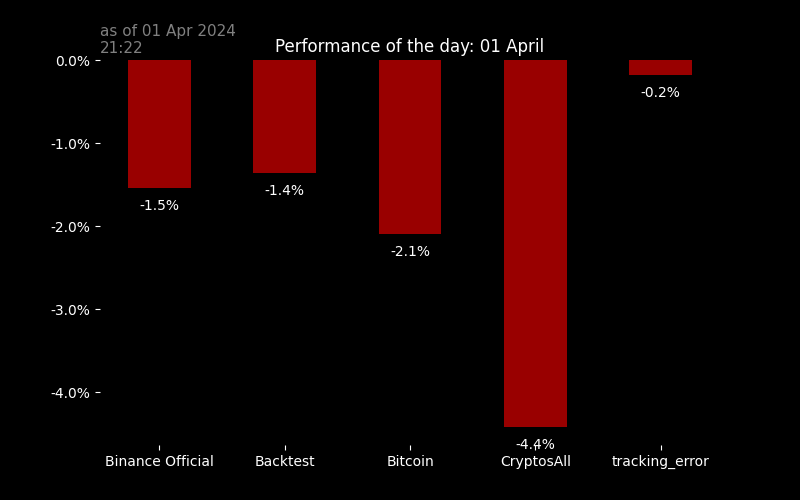 as of 01 Apr 2024
21:22
Performance of the day: 01 April
0.0%
-1.0%
-2.0%
-3.0%
-4.0%
-1.5%
-1.4%
-2.1%
-4.4%
-0.2%
Binance Official
Backtest
Bitcoin
CryptosAll
tracking_error